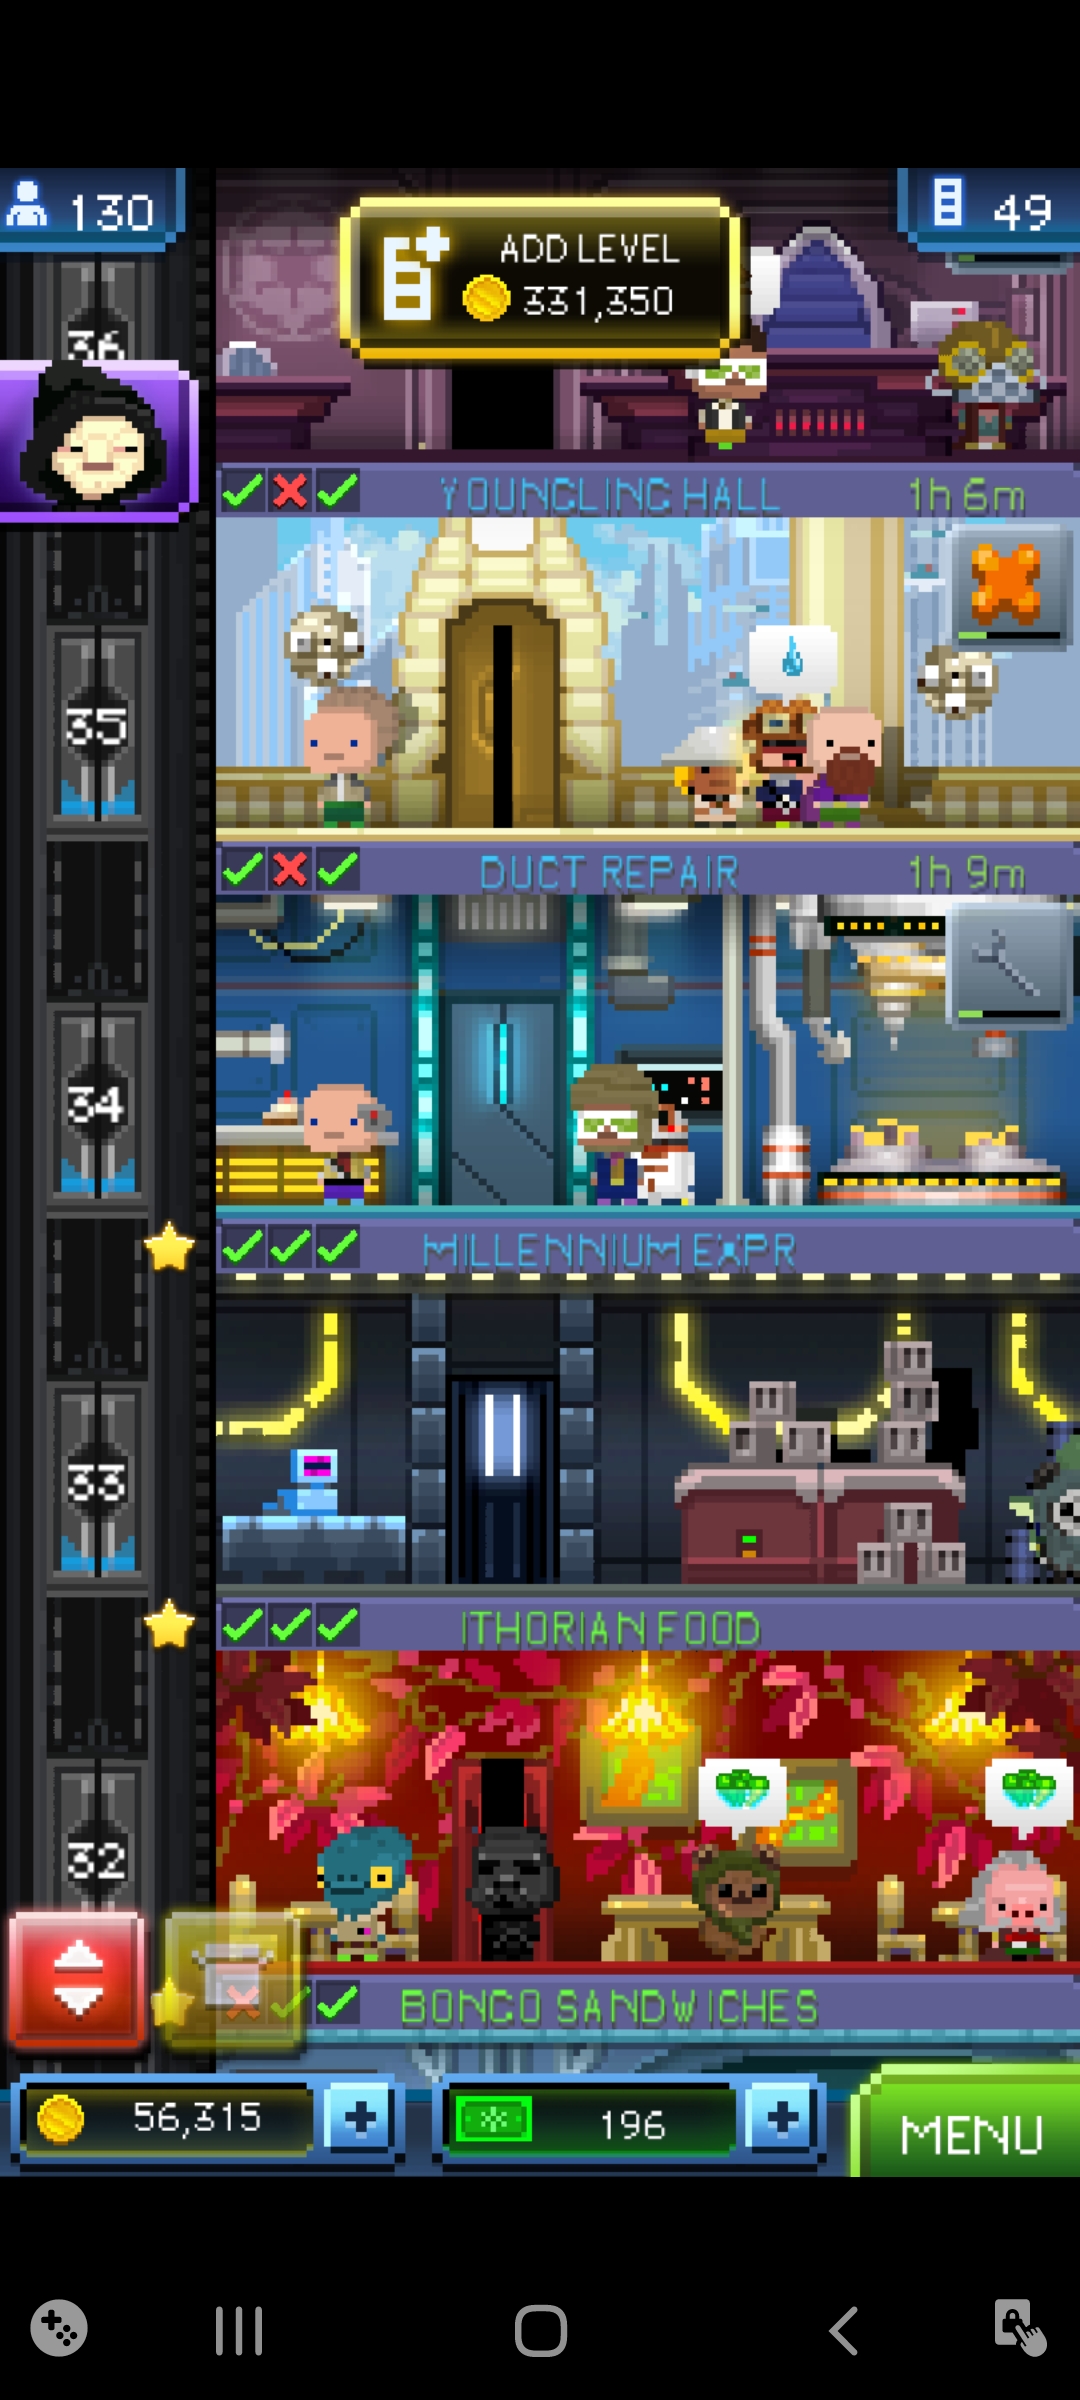 130
ADD LEVEL
331,350
49
36
YOUNGLING HALL 1h 6m
35
DUCT REPAIR 1h 9m
34
MILLENNIUM EXPR
33
ITHORIAN FOOD
32
BONGO SANDWICHES
56,315
196
MENU